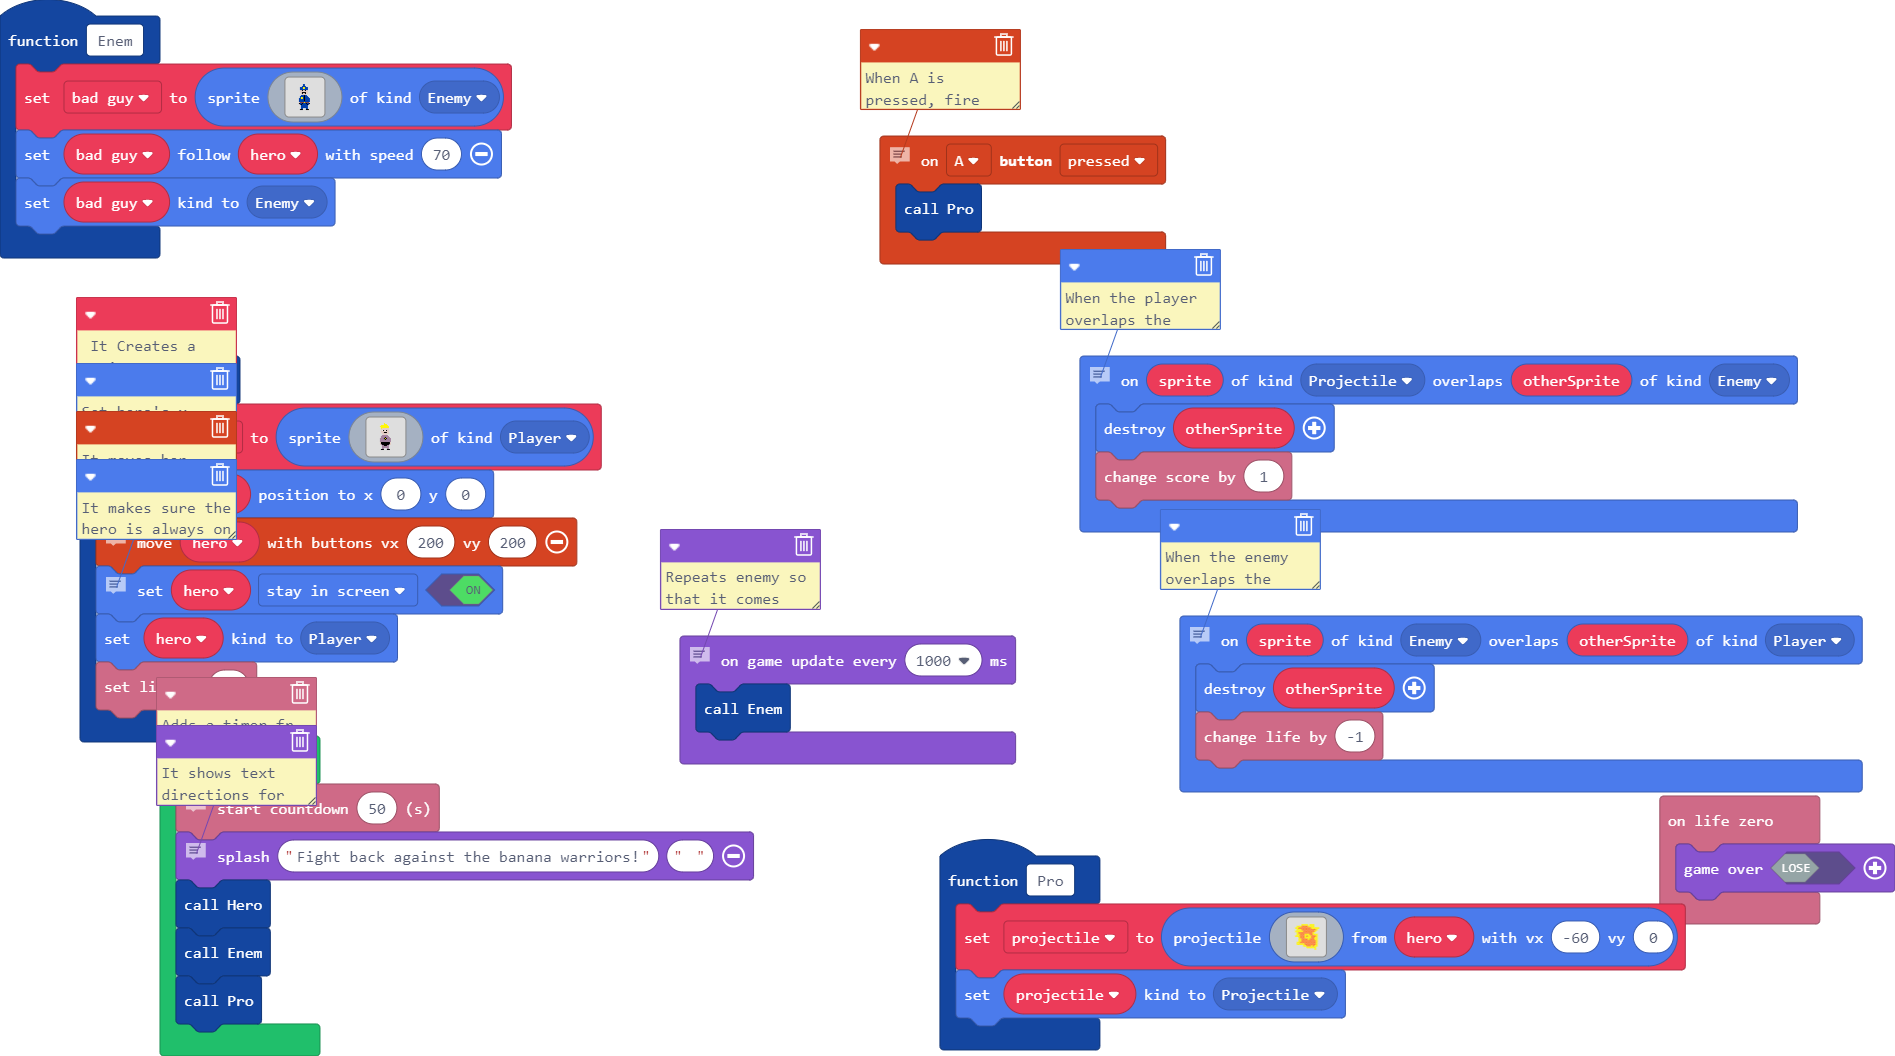 function Enem
set bad guy to sprite of kind Enemy
set bad guy follow hero with speed 70
set bad guy kind to Enemy
It Creates a
to sprite of kind Player
position to x 0 y 0
It makes sure the
hero is always on
move hero with buttons vx 200 vy 200
set hero stay in screen ON
set hero kind to Player
set li
It shows text
directions for
start countdown 50 (s)
splash "Fight back against the banana warriors!" " "
call Hero
call Enem
call Pro
Repeats enemy so
that it comes
on game update every 1000 ms
call Enem
When A is
pressed, fire
on A button pressed
call Pro
When the player
overlaps the
on sprite of kind Projectile overlaps otherSprite of kind Enemy
destroy otherSprite
change score by 1
When the enemy
overlaps the
on sprite of kind Enemy overlaps otherSprite of kind Player
destroy otherSprite
change life by -1
on life zero
game over LOSE
function Pro
set projectile to projectile from hero with vx -60 vy 0
set projectile kind to Projectile